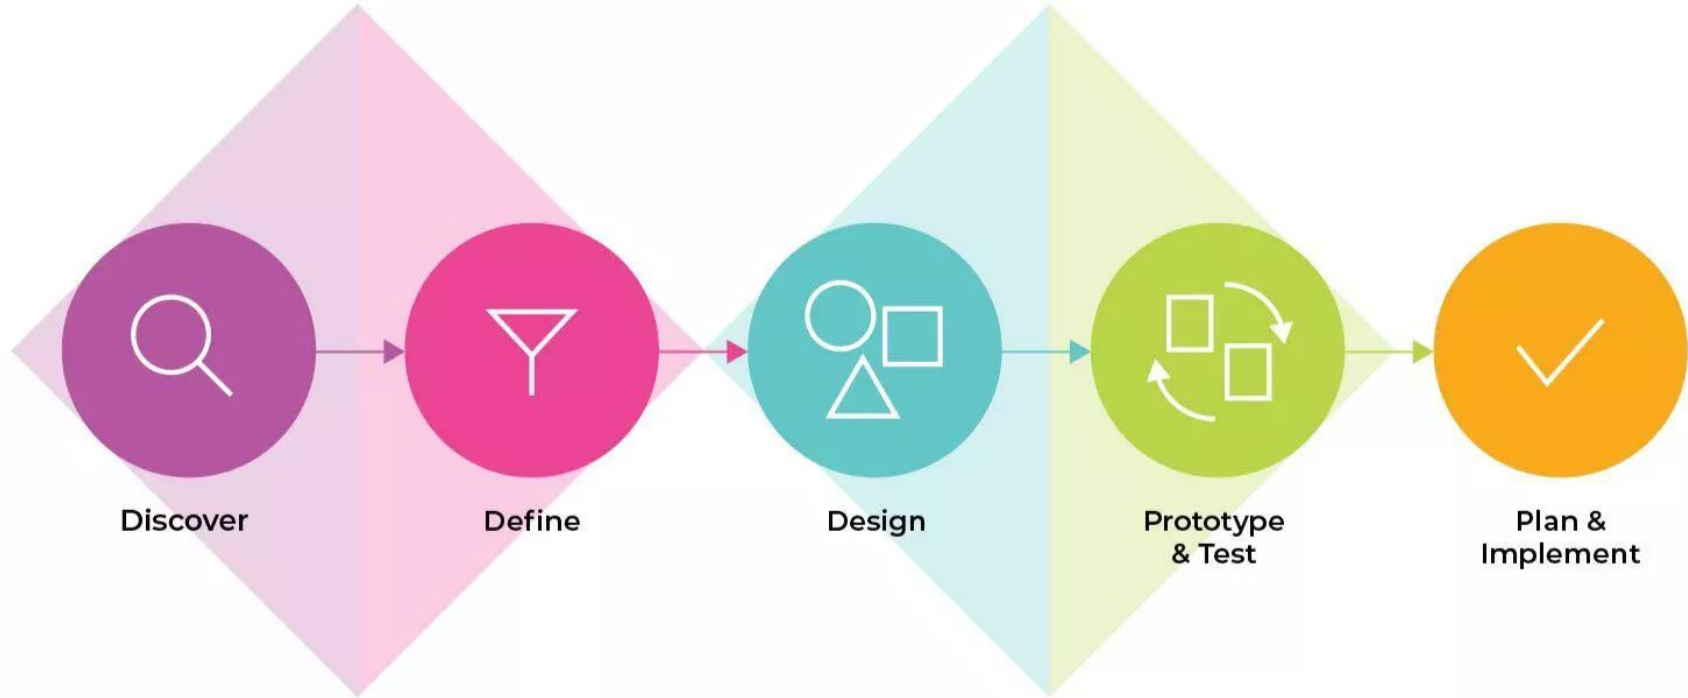 Discover
Define
Design
Prototype
& Test
Plan &
Implement